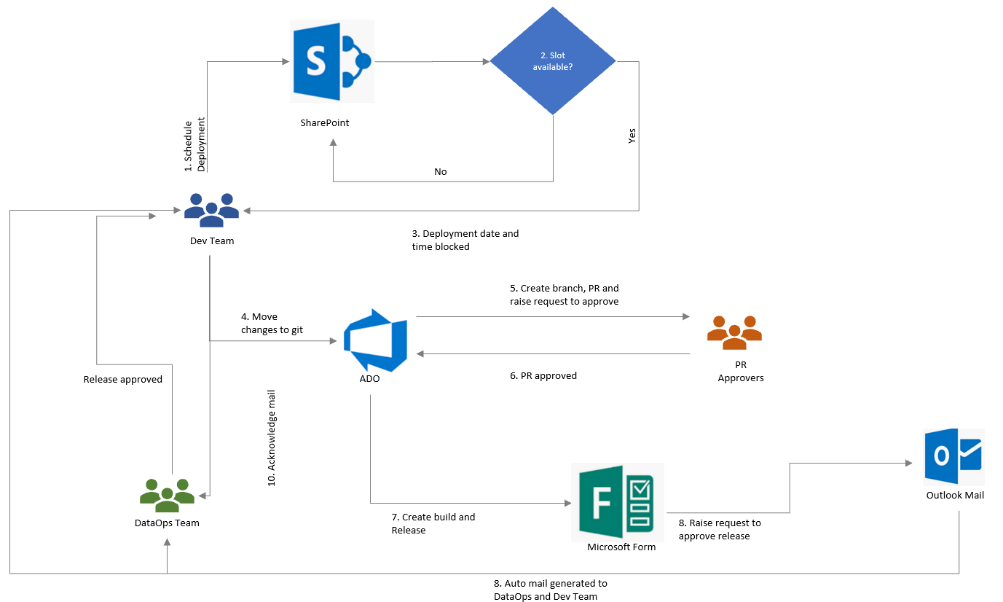 2. Slot
available?
S
SharePoint
1. Schedule
Deployment
Yes
No
Dev Team
3. Deployment date and
time blocked
5. Create branch, PR and
raise request to approve
4. Move
changes to git
ADO
6. PR approved
PR
Approvers
Release approved
10. Acknowledge mail
O
Outlook Mail
F
DataOps Team
7. Create build and
Release
8. Raise request to
approve release
Microsoft Form
8. Auto mail generated to
DataOps and Dev Team